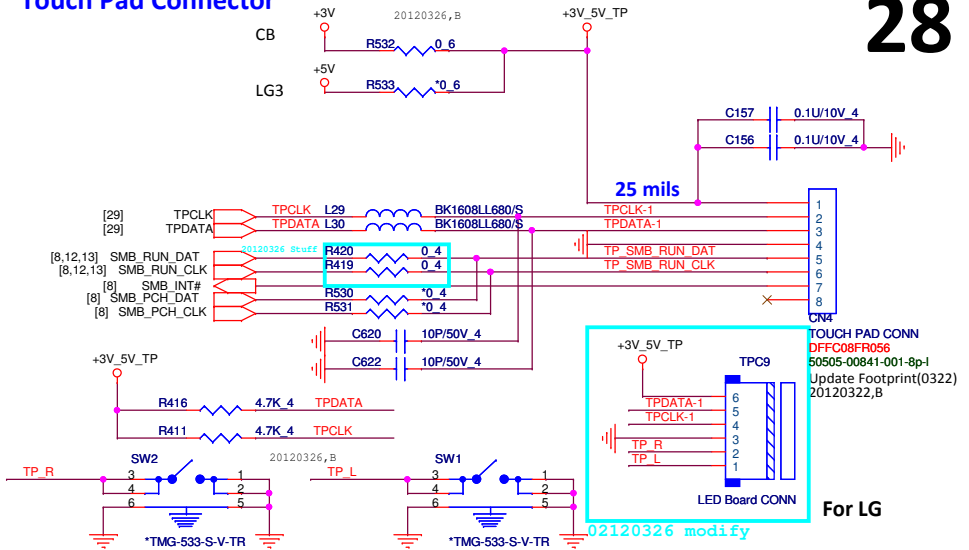 Touch Pad Connector
28
+3V
20120326,B
+3V_5V_TP
CB
R532
0_6
+5V
LG3
R533
*0_6
C157
0.1U/10V_4
C156
0.1U/10V_4
25 mils
[29] TPCLK
TPCLK L29
BK1608LL680/S
TPCLK-1
[29] TPDATA
TPDATA L30
BK1608LL680/S
TPDATA-1
20120326 Stuff
[8,12,13] SMB_RUN_DAT
R420
0_4
TP_SMB_RUN_DAT
[8,12,13] SMB_RUN_CLK
R419
0_4
TP_SMB_RUN_CLK
[8] SMB_INT#
[8] SMB_PCH_DAT
R530
*0_4
[8] SMB_PCH_CLK
R531
*0_4
1
2
3
4
5
6
7
8
CN4
TOUCH PAD CONN
DFFC08FR056
50505-00841-001-8p-l
Update Footprint(0322)
20120322,B
C620
10P/50V_4
C622
10P/50V_4
+3V_5V_TP
R416
4.7K_4
TPDATA
R411
4.7K_4
TPCLK
+3V_5V_TP
TPC9
TPDATA-1
TPCLK-1
TP_R
TP_L
6
5
4
3
2
1
LED Board CONN
For LG
02120326 modify
20120326,B
TP_R
SW2
3
4
6
1
2
5
*TMG-533-S-V-TR
TP_L
SW1
3
4
6
1
2
5
*TMG-533-S-V-TR